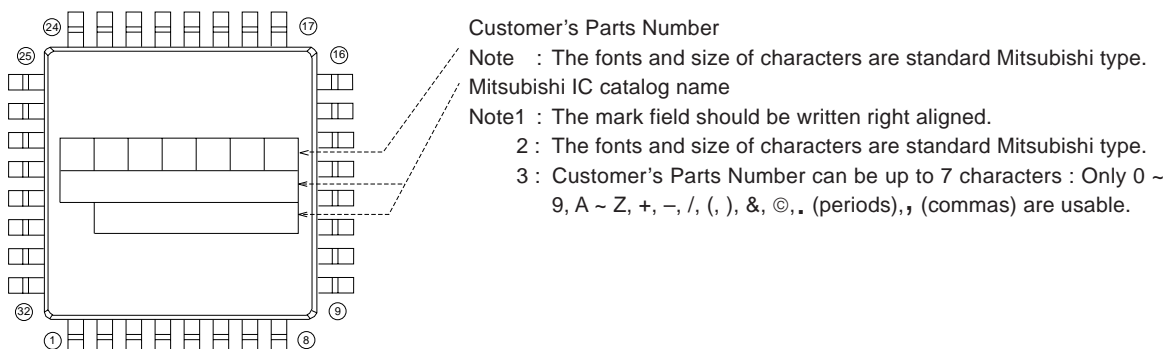 24
17
25
16
32
9
1
8
Customer's Parts Number
Note : The fonts and size of characters are standard Mitsubishi type.
Mitsubishi IC catalog name
Note1 : The mark field should be written right aligned.
2 : The fonts and size of characters are standard Mitsubishi type.
3 : Customer's Parts Number can be up to 7 characters : Only 0 ~
9, A ~ Z, +, –, /, (, ), &, ©, . (periods), , (commas) are usable.